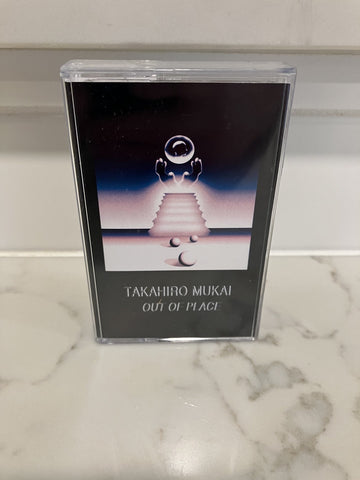 TAKAHIRO MUKAI
OUT OF PLACE